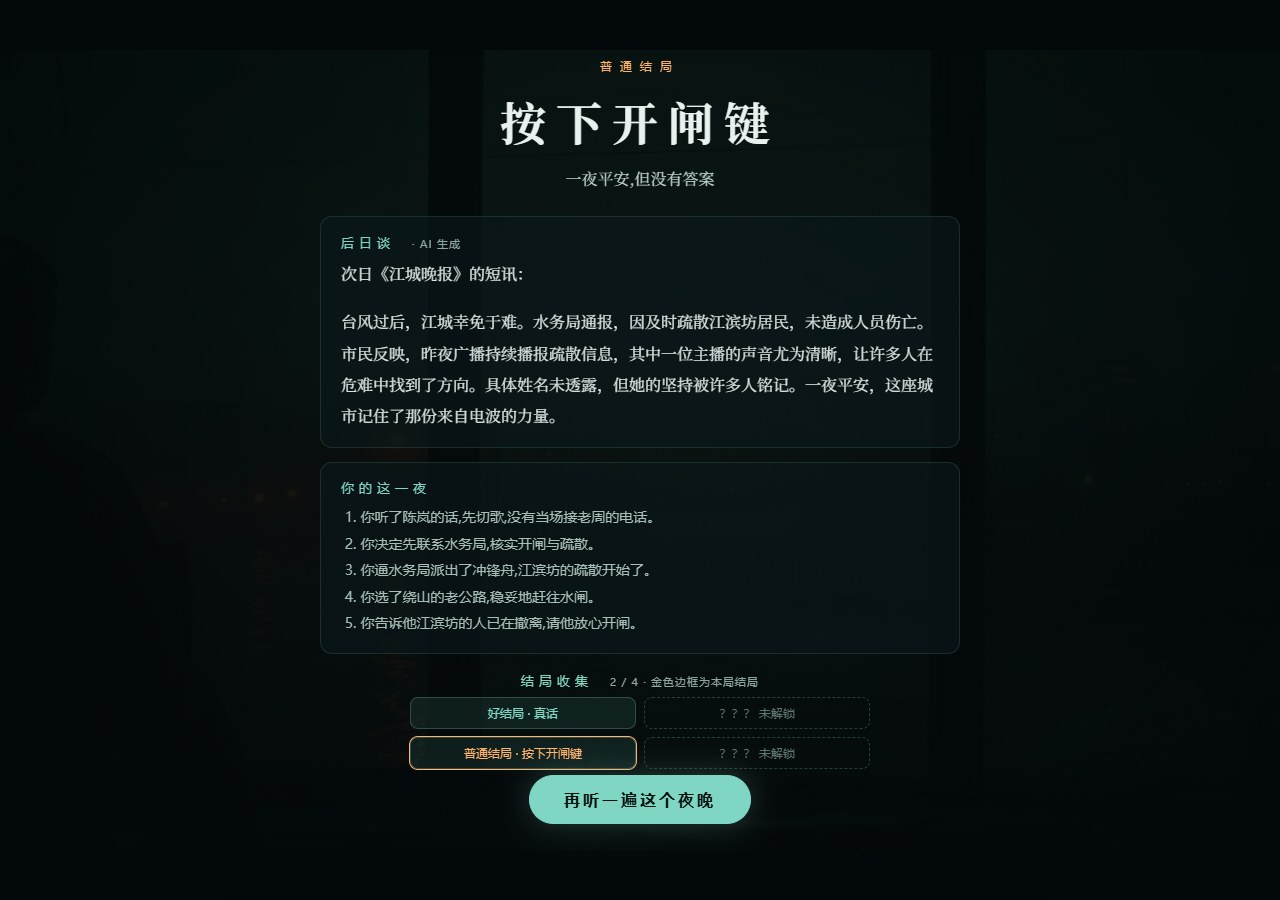 普通结局
按下开闸键
一夜平安,但没有答案
后日谈 · AI 生成
次日《江城晚报》的短讯：
台风过后，江城幸免于难。水务局通报，因及时疏散江滨坊居民，未造成人员伤亡。
市民反映，昨夜广播持续播报疏散信息，其中一位主播的声音尤为清晰，让许多人在
危难中找到了方向。具体姓名未透露，但她的坚持被许多人铭记。一夜平安，这座城
市记住了那份来自电波的力量。
你的这一夜
1. 你听了陈岚的话,先切歌,没有当场接老周的电话。
2. 你决定先联系水务局,核实开闸与疏散。
3. 你逼水务局派出了冲锋舟,江滨坊的疏散开始了。
4. 你选了绕山的老公路,稳妥地赶往水闸。
5. 你告诉他江滨坊的人已在撤离,请他放心开闸。
结局收集 2 / 4 · 金色边框为本局结局
好结局 · 真话
？？？ 未解锁
普通结局 · 按下开闸键
？？？ 未解锁
再听一遍这个夜晚